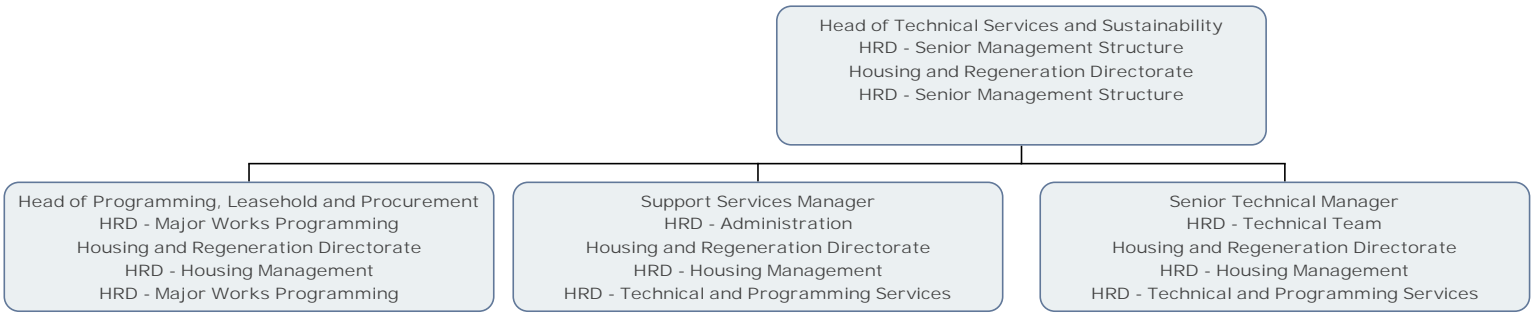 Head of Technical Services and Sustainability
HRD - Senior Management Structure
Housing and Regeneration Directorate
HRD - Senior Management Structure
Head of Programming, Leasehold and Procurement
HRD - Major Works Programming
Housing and Regeneration Directorate
HRD - Housing Management
HRD - Major Works Programming
Support Services Manager
HRD - Administration
Housing and Regeneration Directorate
HRD - Housing Management
HRD - Technical and Programming Services
Senior Technical Manager
HRD - Technical Team
Housing and Regeneration Directorate
HRD - Housing Management
HRD - Technical and Programming Services